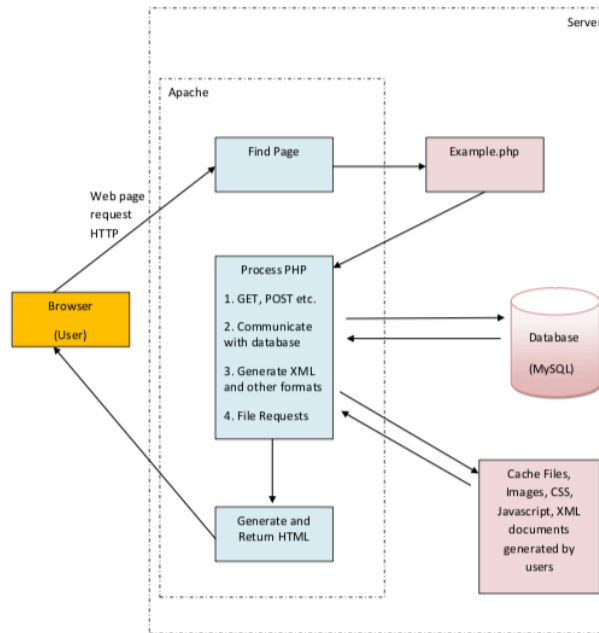 Server
Apache
Find Page
Example.php
Web page
request
HTTP
Process PHP
1. GET, POST etc.
2. Communicate
with database
3. Generate XML
and other formats
4. File Requests
Browser
(User)
Database
(MySQL)
Cache Files,
Images, CSS,
Javascript, XML
documents
generated by
users
Generate and
Return HTML